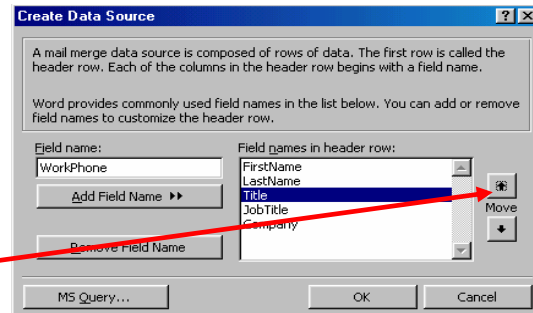 Create Data Source
A mail merge data source is composed of rows of data. The first row is called the
header row. Each of the columns in the header row begins with a field name.
Word provides commonly used field names in the list below. You can add or remove
field names to customize the header row.
Field name:
WorkPhone
Add Field Name
Remove Field Name
Field names in header row:
FirstName
LastName
Title
JobTitle
Company
Move
MS Query...
OK
Cancel